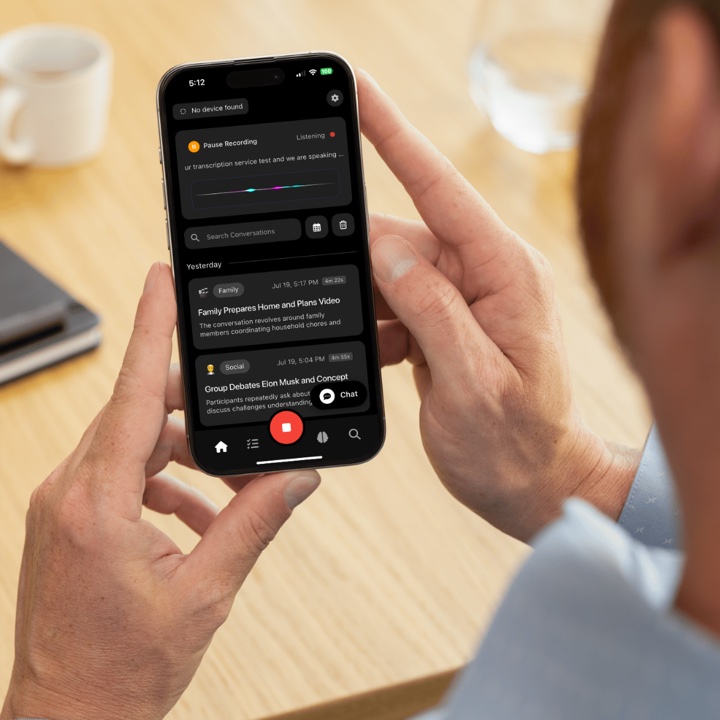 5:12
100
No device found
Pause Recording
Listening
ur transcription service test and we are speaking ...
Search Conversations
Yesterday
Family
Jul 19, 5:17 PM
4m 22s
Family Prepares Home and Plans Video
The conversation revolves around family
members coordinating household chores and
Social
Jul 19, 5:04 PM
8m 55s
Group Debates Elon Musk and Concept
Participants repeatedly ask about
discuss challenges understanding
Chat